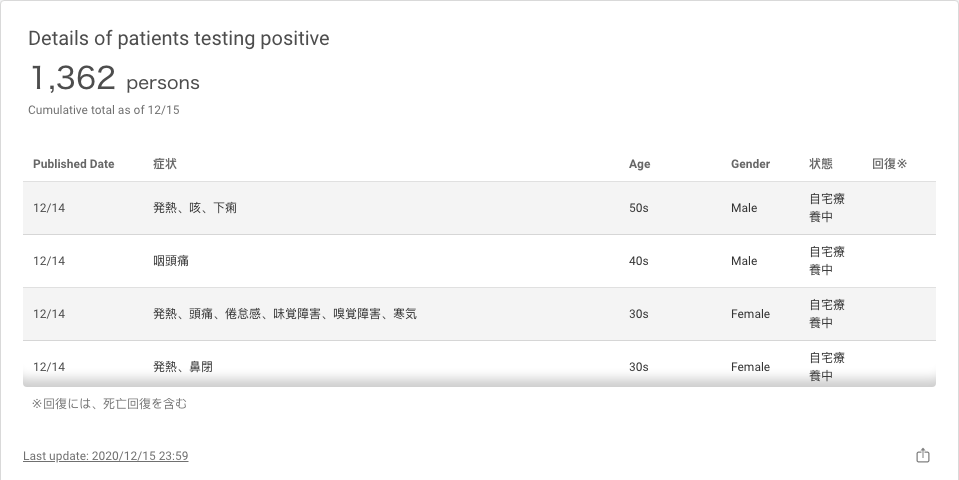 Details of patients testing positive
1,362 persons
Cumulative total as of 12/15
Published Date 症状 Age Gender 状態 回復※
12/14 発熱、咳、下痢 50s Male 自宅療
養中
12/14 咽頭痛 40s Male 自宅療
養中
12/14 発熱、頭痛、倦怠感、味覚障害、嗅覚障害、寒気 30s Female 自宅療
養中
12/14 発熱、鼻閉 30s Female 自宅療
養中
※回復には、死亡回復を含む
Last update: 2020/12/15 23:59